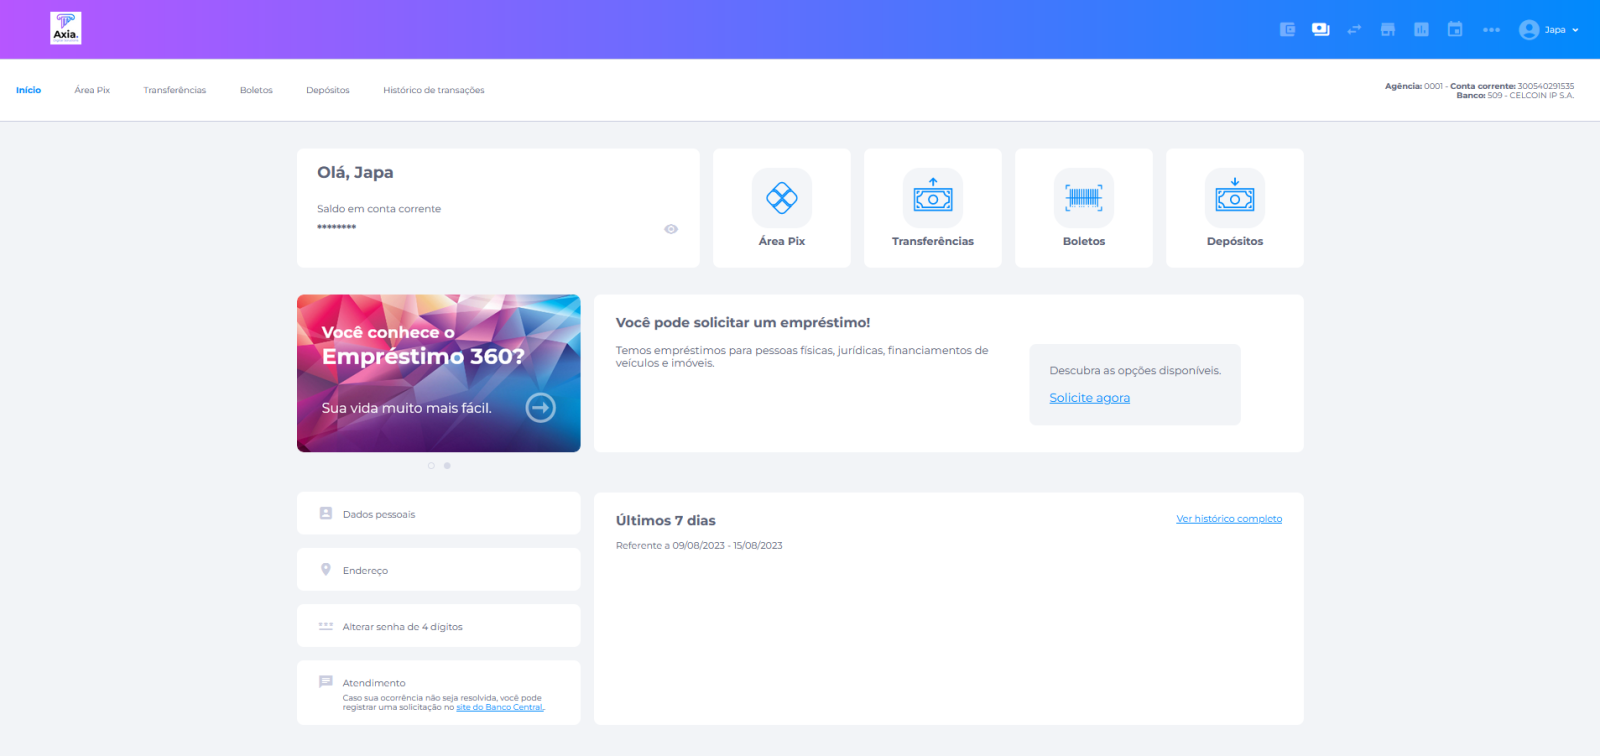 Axia.
Japa
Início
Área Pix
Transferências
Boletos
Depósitos
Histórico de transações
Agência: 0001 - Conta corrente: 300540291535
Banco: 509 - CELCOIN IP S.A.
Olá, Japa
Saldo em conta corrente
********
Área Pix
Transferências
Boletos
Depósitos
Você conhece o
Empréstimo 360?
Sua vida muito mais fácil.
Você pode solicitar um empréstimo!
Temos empréstimos para pessoas físicas, jurídicas, financiamentos de
veículos e imóveis.
Descubra as opções disponíveis.
Solicite agora
Dados pessoais
Endereço
Alterar senha de 4 dígitos
Atendimento
Caso sua ocorrência não seja resolvida, você pode
registrar uma solicitação no site do Banco Central.
Últimos 7 dias
Ver histórico completo
Referente a 09/08/2023 - 15/08/2023